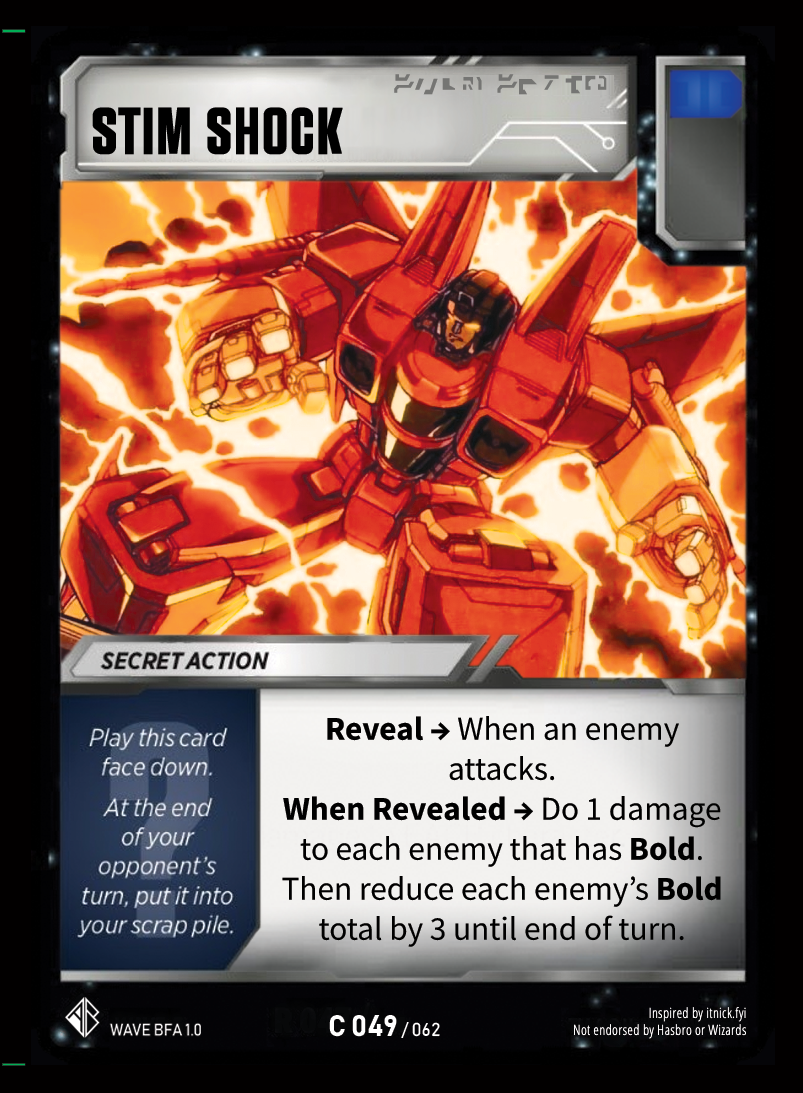 STIM SHOCK
SECRET ACTION
Play this card
face down.
At the end
of your
opponent's
turn, put it into
your scrap pile.
Reveal → When an enemy
attacks.
When Revealed → Do 1 damage
to each enemy that has Bold.
Then reduce each enemy's Bold
total by 3 until end of turn.
WAVE BFA 1.0
C 049 / 062
Inspired by itnick.fyi
Not endorsed by Hasbro or Wizards